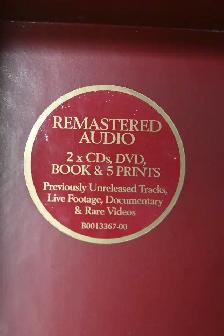 REMASTERED
AUDIO
2 x CDs, DVD,
BOOK & 5 PRINTS
Previously Unreleased Tracks,
Live Footage, Documentary
& Rare Videos
B0013367-00